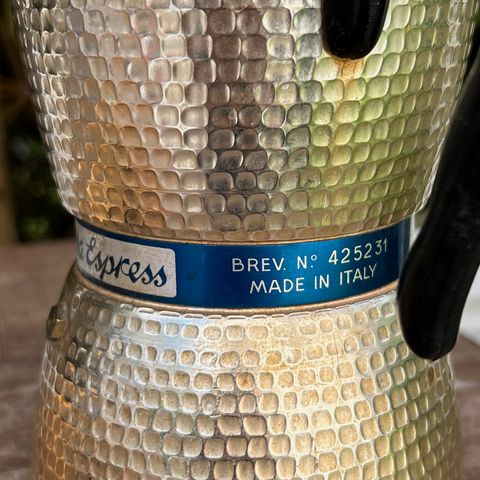 Espress
BREV. Nº 425231
MADE IN ITALY